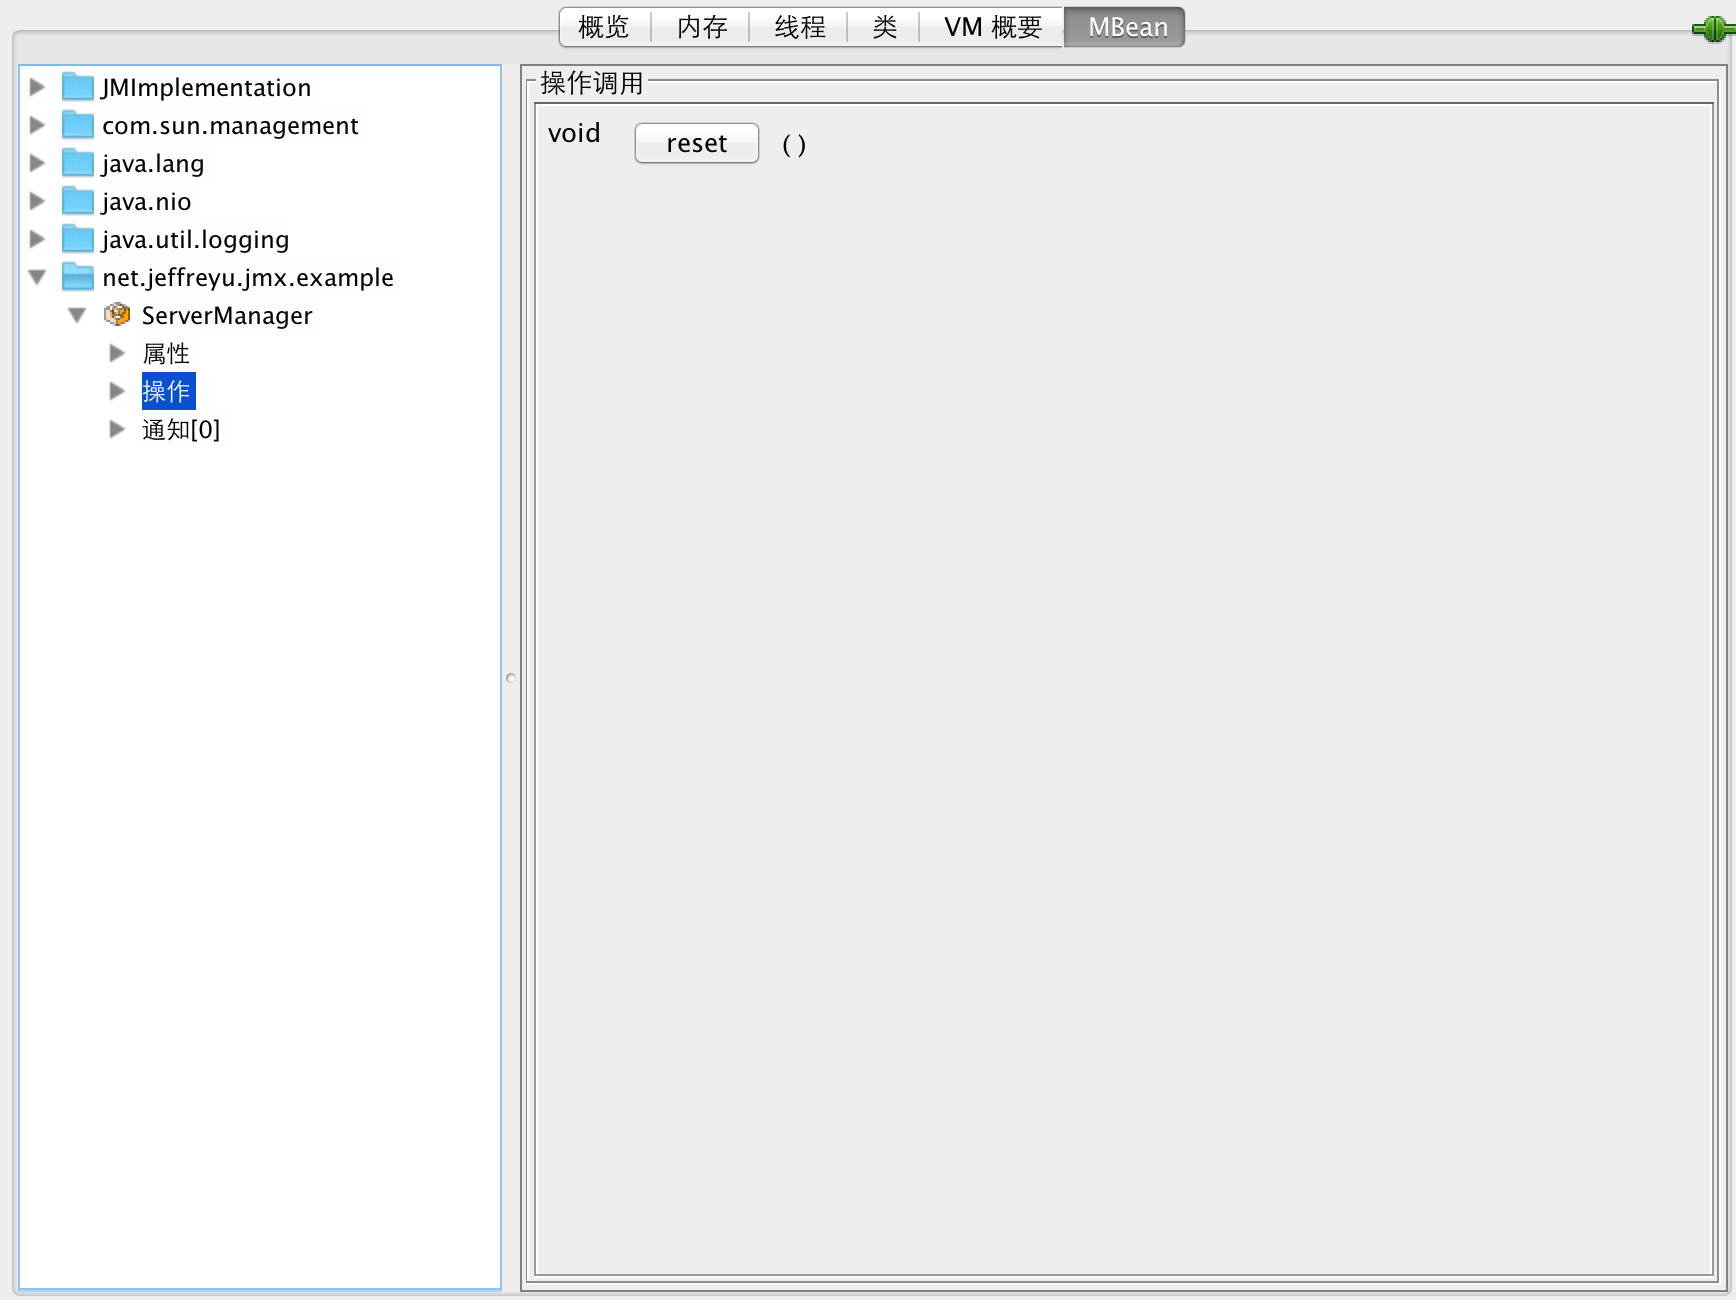 概览 内存 线程 类 VM 概要 MBean
JMImplementation
com.sun.management
java.lang
java.nio
java.util.logging
net.jeffreyu.jmx.example
ServerManager
属性
操作
通知[0]
操作调用
void reset ( )